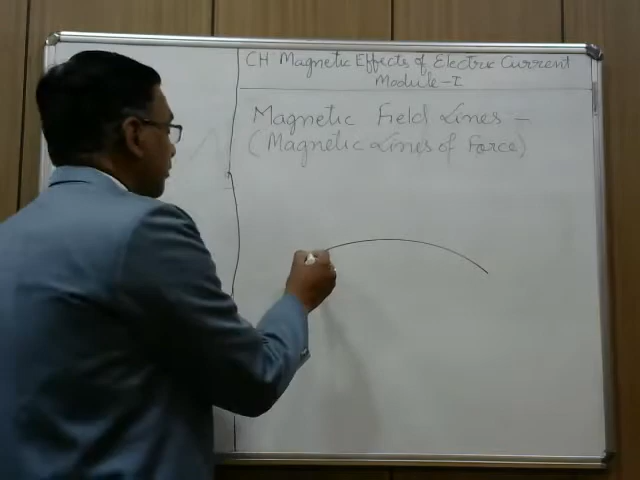 CH Magnetic Effects of Electric Current
Module-I
Magnetic Field Lines -
(Magnetic Lines of Force)